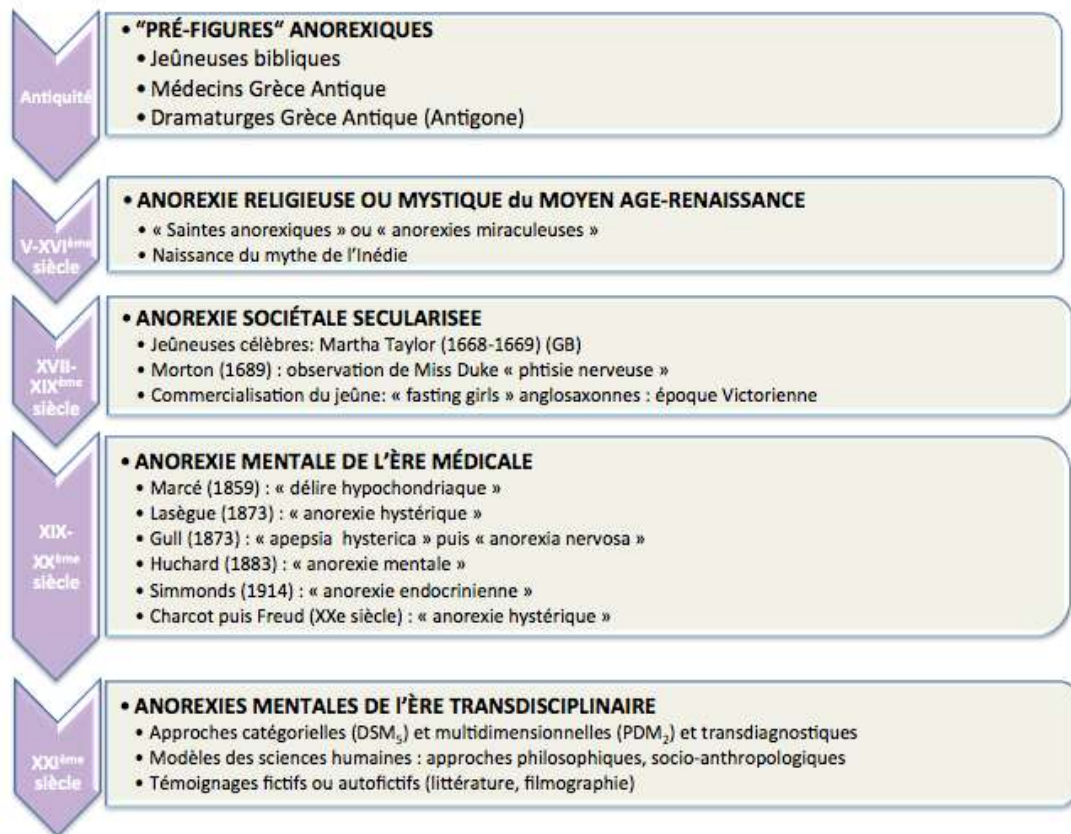 Antiquité
• “PRÉ-FIGURES“ ANOREXIQUES
• Jeûneuses bibliques
• Médecins Grèce Antique
• Dramaturges Grèce Antique (Antigone)
V-XVIème
siècle
• ANOREXIE RELIGIEUSE OU MYSTIQUE du MOYEN AGE-RENAISSANCE
• « Saintes anorexiques » ou « anorexies miraculeuses »
• Naissance du mythe de l’Inédie
XVII-
XIXème
siècle
• ANOREXIE SOCIÉTALE SECULARISEE
• Jeûneuses célèbres: Martha Taylor (1668-1669) (GB)
• Morton (1689) : observation de Miss Duke « phtisie nerveuse »
• Commercialisation du jeûne: « fasting girls » anglosaxonnes : époque Victorienne
XIX-
XXème
siècle
• ANOREXIE MENTALE DE L’ÈRE MÉDICALE
• Marcé (1859) : « délire hypochondriaque »
• Lasègue (1873) : « anorexie hystérique »
• Gull (1873) : « apepsia hysterica » puis « anorexia nervosa »
• Huchard (1883) : « anorexie mentale »
• Simmonds (1914) : « anorexie endocrinienne »
• Charcot puis Freud (XXe siècle) : « anorexie hystérique »
XXIème
siècle
• ANOREXIES MENTALES DE l’ÈRE TRANSDISCIPLINAIRE
• Approches catégorielles (DSM5) et multidimensionnelles (PDM2) et transdiagnostiques
• Modèles des sciences humaines : approches philosophiques, socio-anthropologiques
• Témoignages fictifs ou autofictifs (littérature, filmographie)